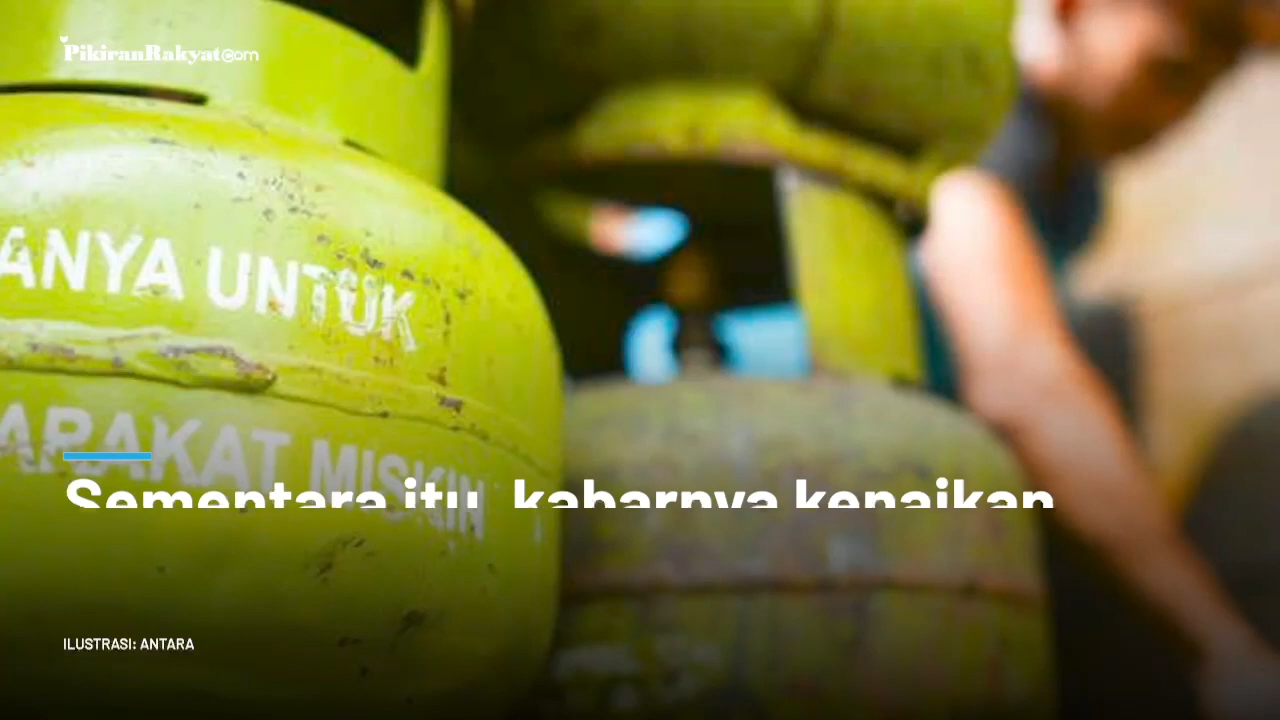 PikiranRakyat.com
ANYA UNTUK
ARAKAT MISKIN
Sementara itu, kabarnya kenaikan
ILUSTRASI: ANTARA